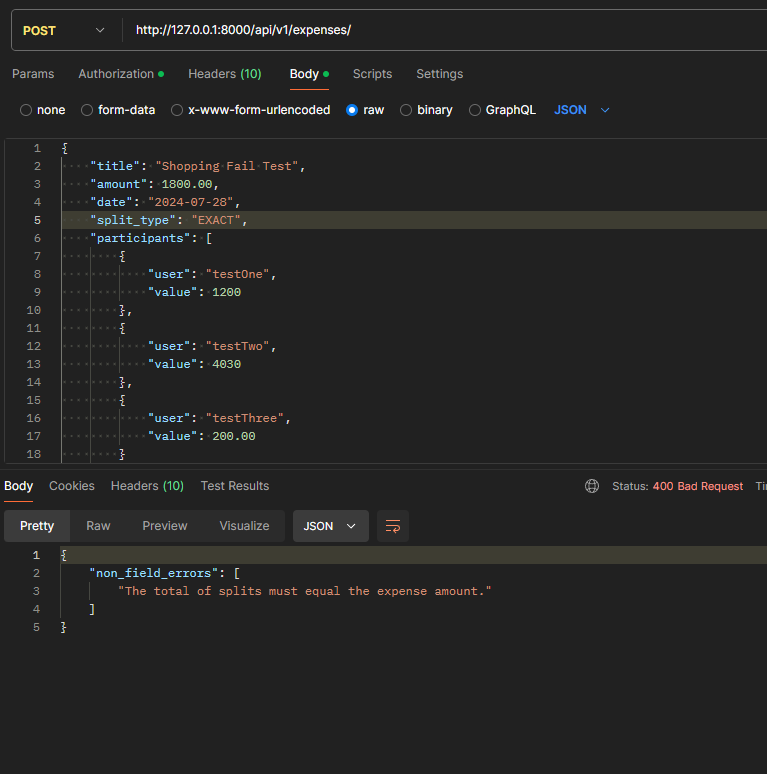 POST http://127.0.0.1:8000/api/v1/expenses/
Params Authorization Headers (10) Body Scripts Settings
none form-data x-www-form-urlencoded raw binary GraphQL JSON
1 {
2 "title": "Shopping Fail Test",
3 "amount": 1800.00,
4 "date": "2024-07-28",
5 "split_type": "EXACT",
6 "participants": [
7 {
8 "user": "testOne",
9 "value": 1200
10 },
11 {
12 "user": "testTwo",
13 "value": 4030
14 },
15 {
16 "user": "testThree",
17 "value": 200.00
18 }
Body Cookies Headers (10) Test Results Status: 400 Bad Request
Pretty Raw Preview Visualize JSON
1 {
2 "non_field_errors": [
3 "The total of splits must equal the expense amount."
4 ]
5 }